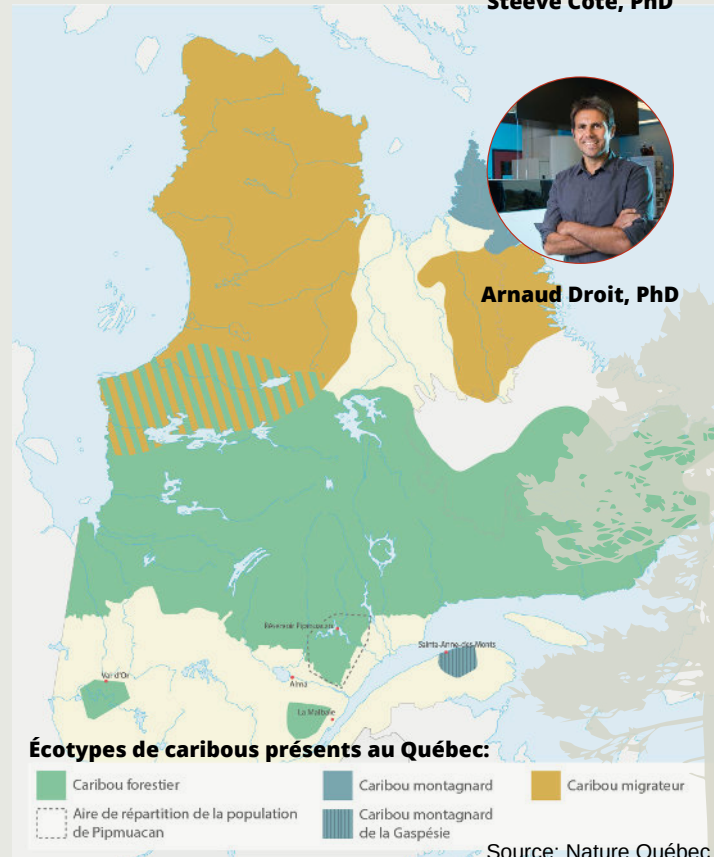 Steeve Côté, PhD
Arnaud Droit, PhD
Réservoir Pipmuacan
Sainte-Anne-des-Monts
Val d'Or
Alma
La Malbaie
Écotypes de caribous présents au Québec:
Caribou forestier
Caribou montagnard
Caribou migrateur
Aire de répartition de la population
de Pipmuacan
Caribou montagnard
de la Gaspésie
Source: Nature Québec